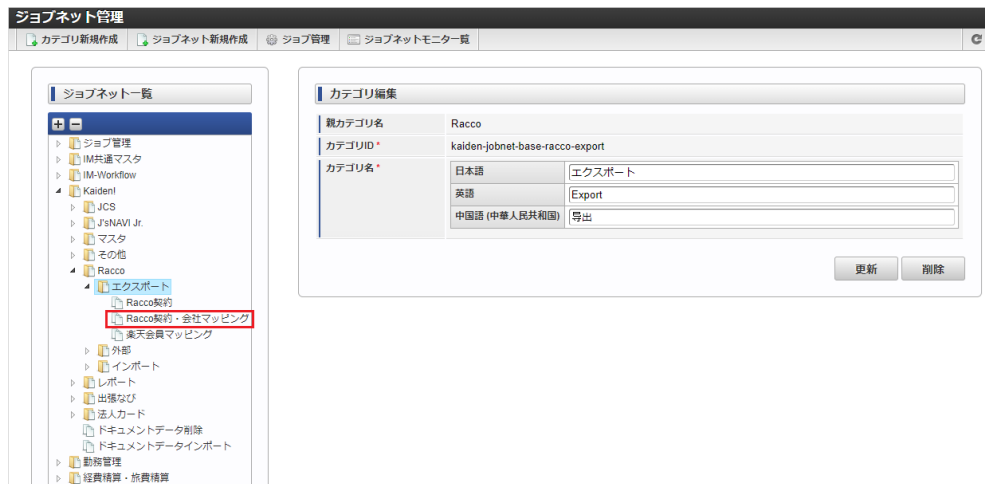 ジョブネット管理
カテゴリ新規作成 ジョブネット新規作成 ジョブ管理 ジョブネットモニター覧
ジョブネット一覧
ジョブ管理
IM共通マスタ
IM-Workflow
Kaiden!
JCS
J'sNAVI Jr.
マスタ
その他
Racco
エクスポート
Racco契約
Racco契約・会社マッピング
楽天会員マッピング
外部
インポート
レポート
出張なび
法人カード
ドキュメントデータ削除
ドキュメントデータインポート
勤務管理
経費精算・旅費精算
カテゴリ編集
親カテゴリ名 Racco
カテゴリID * kaiden-jobnet-base-racco-export
カテゴリ名 * 日本語 エクスポート
英語 Export
中国語 (中華人民共和国) 导出
更新 削除